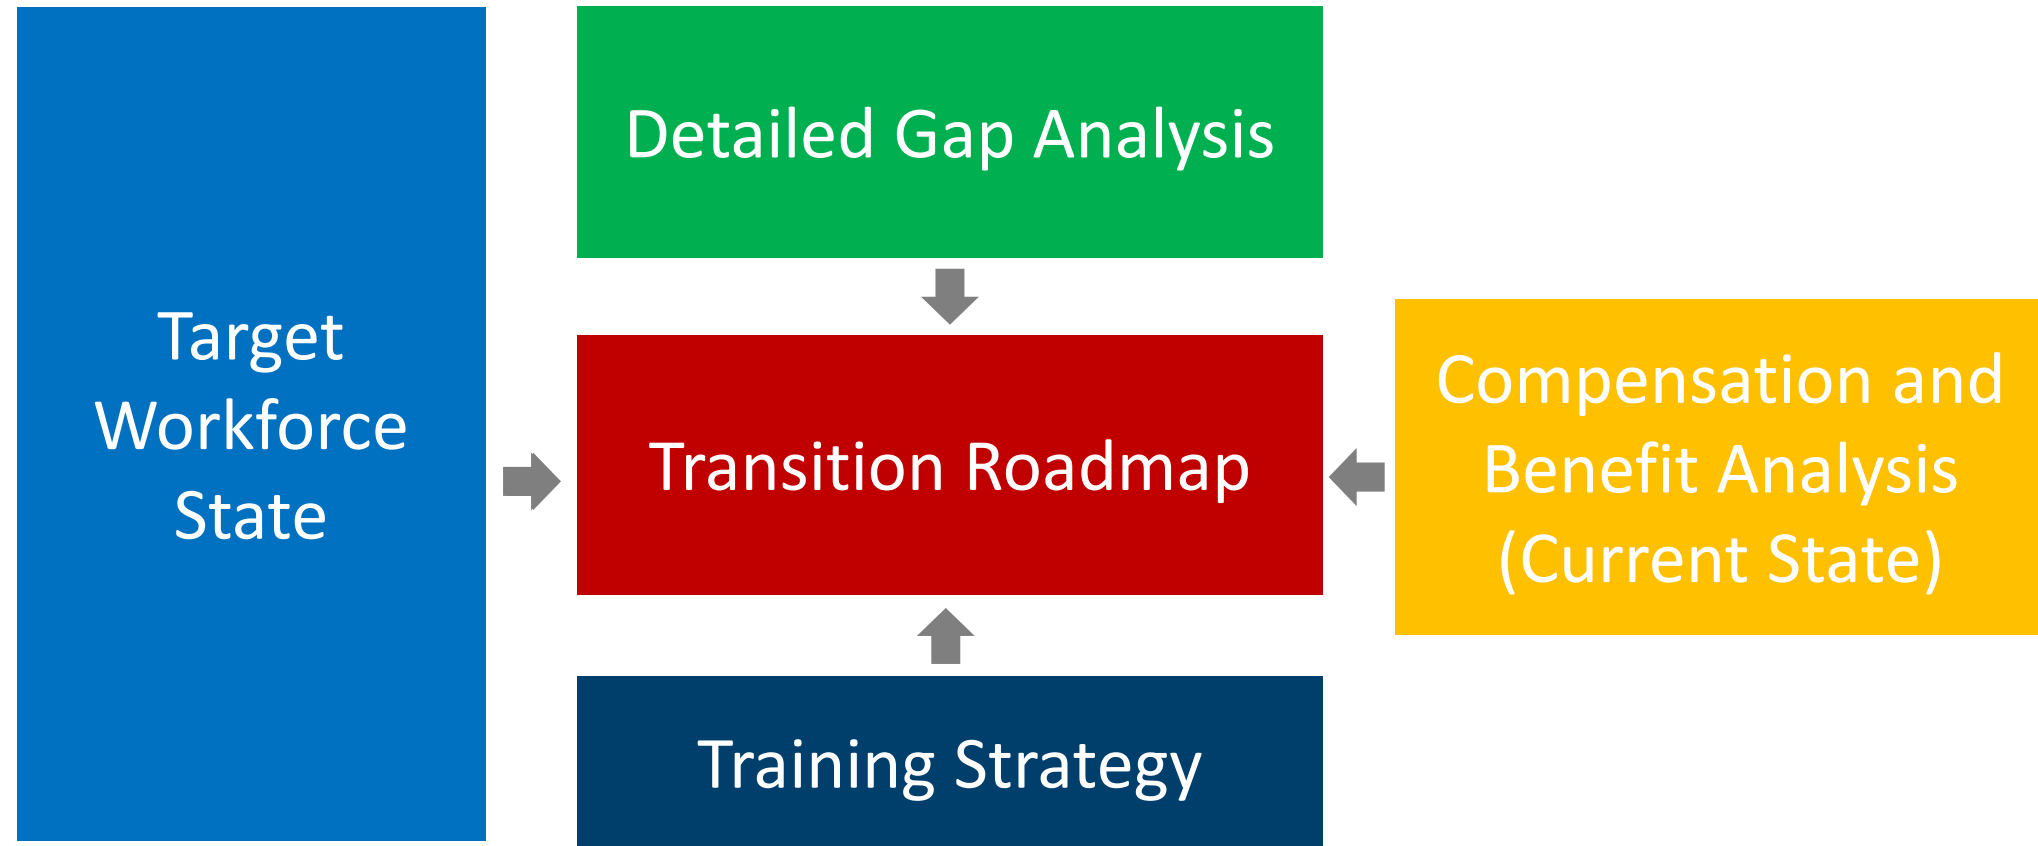 Target
Workforce
State
Detailed Gap Analysis
Transition Roadmap
Training Strategy
Compensation and
Benefit Analysis
(Current State)